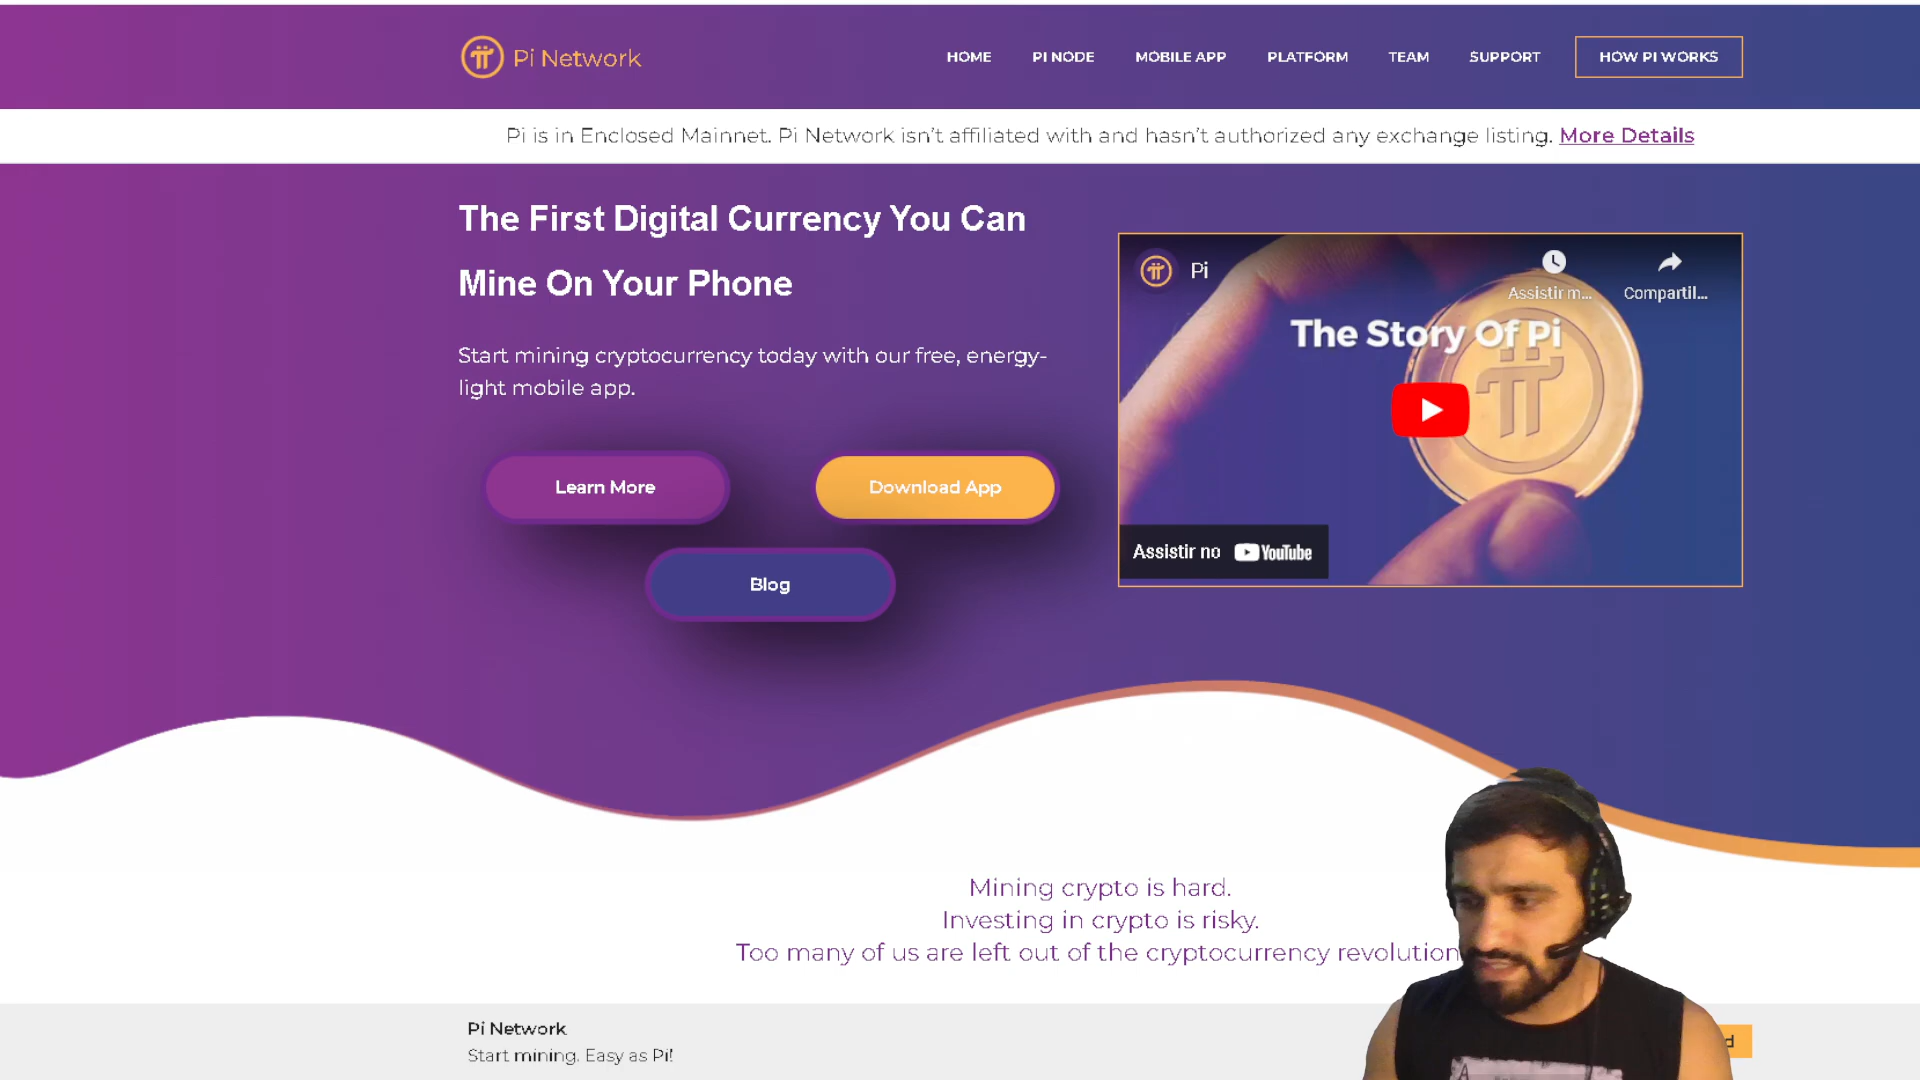 Pi Network
HOME PI NODE MOBILE APP PLATFORM TEAM SUPPORT HOW PI WORKS
Pi is in Enclosed Mainnet. Pi Network isn't affiliated with and hasn't authorized any exchange listing. More Details
The First Digital Currency You Can
Mine On Your Phone
Start mining cryptocurrency today with our free, energy-
light mobile app.
Learn More
Download App
Blog
Pi
Assistir m...
Compartil...
The Story Of Pi
Assistir no YouTube
Mining crypto is hard.
Investing in crypto is risky.
Too many of us are left out of the cryptocurrency revolution
Pi Network
Start mining. Easy as Pi!